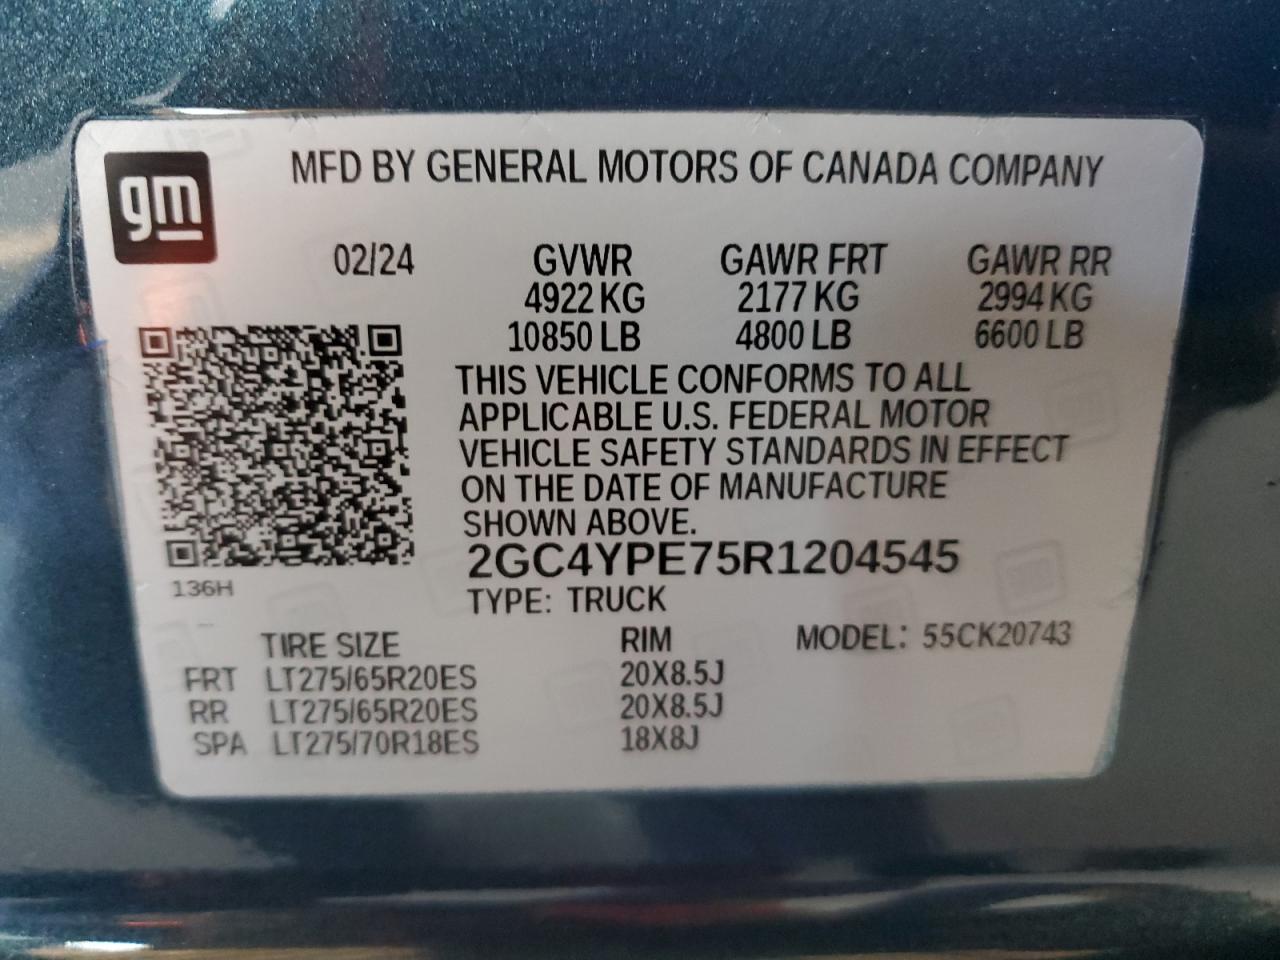 gm
MFD BY GENERAL MOTORS OF CANADA COMPANY
02/24 GVWR GAWR FRT GAWR RR
4922 KG 2177 KG 2994 KG
10850 LB 4800 LB 6600 LB
THIS VEHICLE CONFORMS TO ALL
APPLICABLE U.S. FEDERAL MOTOR
VEHICLE SAFETY STANDARDS IN EFFECT
ON THE DATE OF MANUFACTURE
SHOWN ABOVE.
2GC4YPE75R1204545
136H
TYPE: TRUCK
TIRE SIZE RIM MODEL: 55CK20743
FRT LT275/65R20ES 20X8.5J
RR LT275/65R20ES 20X8.5J
SPA LT275/70R18ES 18X8J